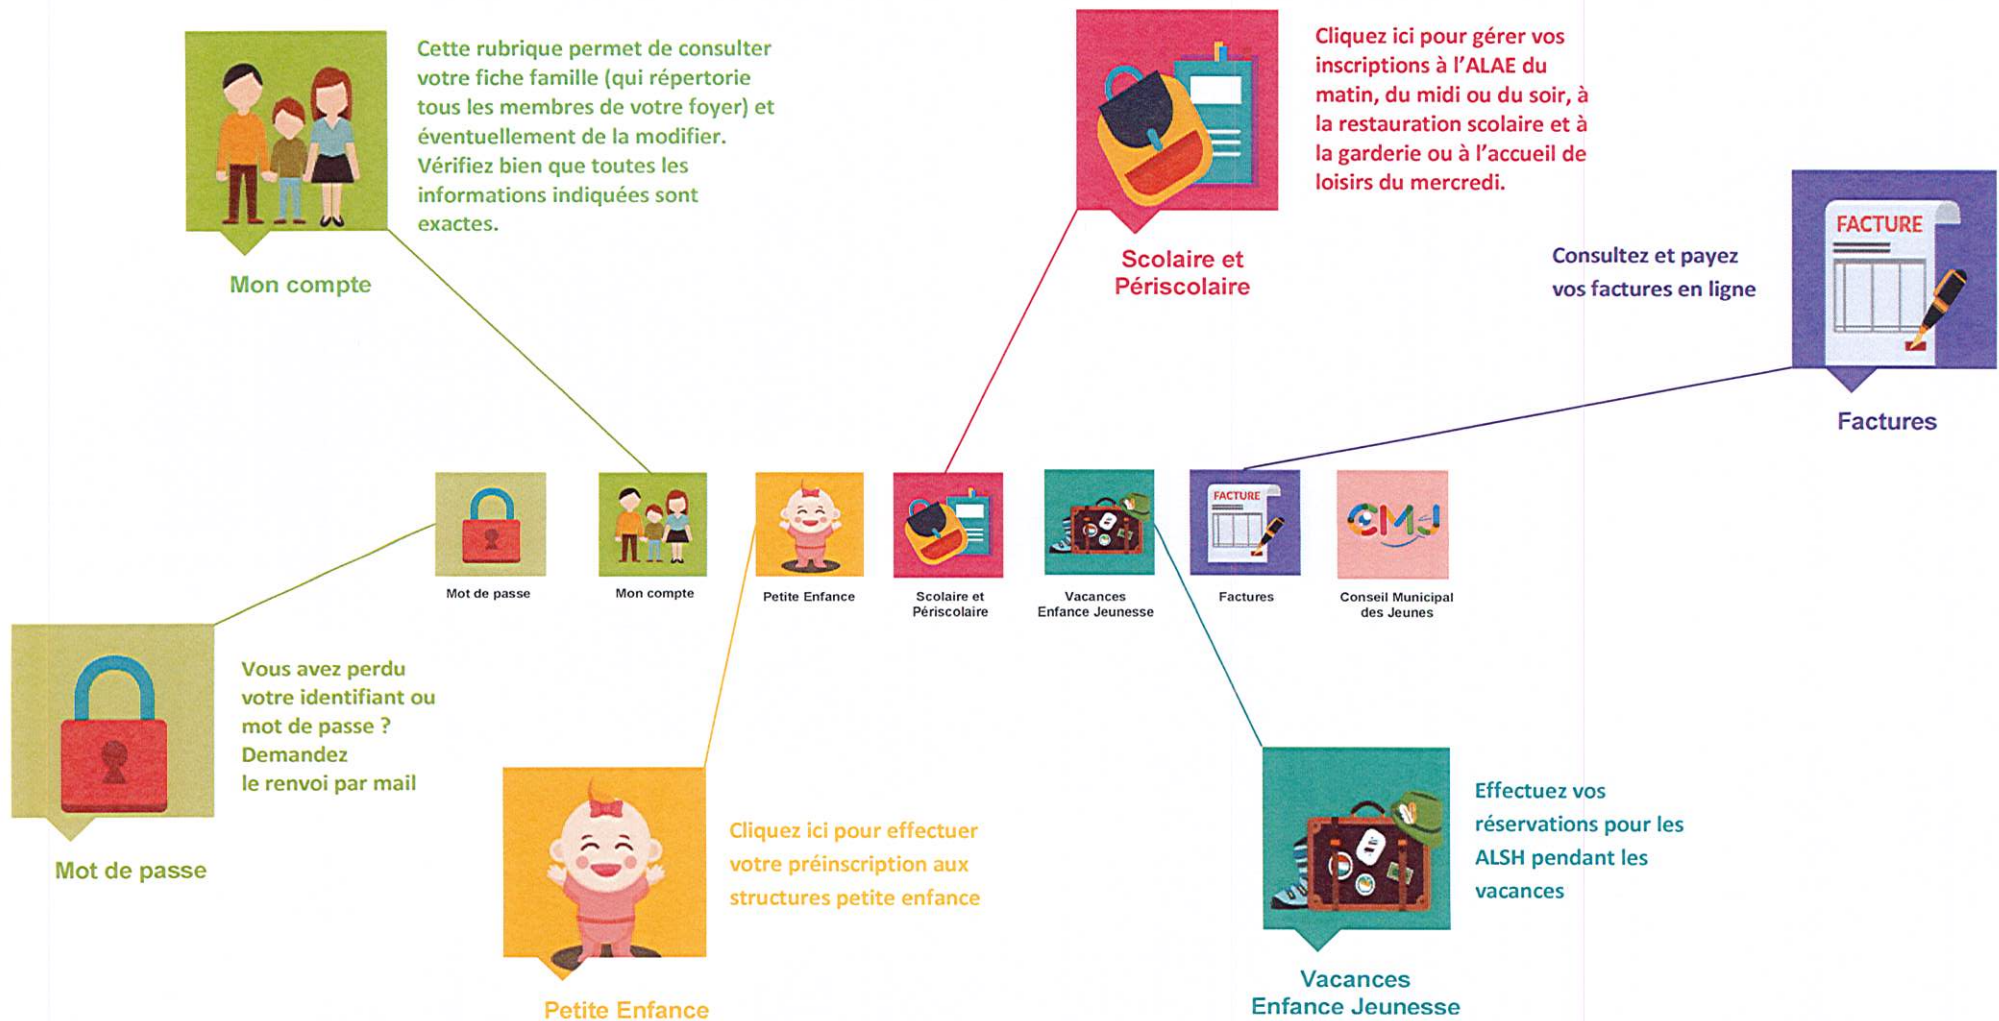 Cette rubrique permet de consulter
votre fiche famille (qui répertorie
tous les membres de votre foyer) et
éventuellement de la modifier.
Vérifiez bien que toutes les
informations indiquées sont
exactes.
Mon compte
Cliquez ici pour gérer vos
inscriptions à l'ALAE du
matin, du midi ou du soir, à
la restauration scolaire et à
la garderie ou à l'accueil de
loisirs du mercredi.
Scolaire et
Périscolaire
Consultez et payez
vos factures en ligne
FACTURE
Factures
Mot de passe
Mon compte
Petite Enfance
Scolaire et
Périscolaire
Vacances
Enfance Jeunesse
FACTURE
Factures
CMJ
Conseil Municipal
des Jeunes
Vous avez perdu
votre identifiant ou
mot de passe ?
Demandez
le renvoi par mail
Mot de passe
Cliquez ici pour effectuer
votre préinscription aux
structures petite enfance
Petite Enfance
Effectuez vos
réservations pour les
ALSH pendant les
vacances
Vacances
Enfance Jeunesse